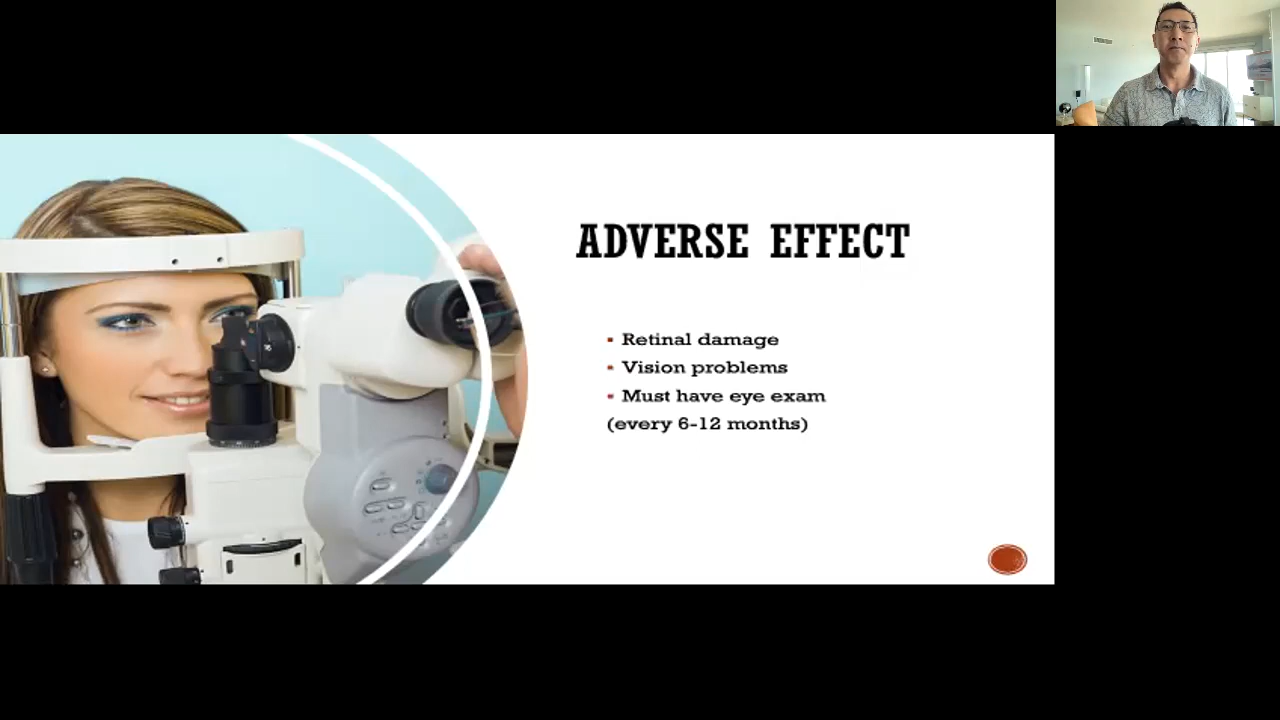 ADVERSE EFFECT
▪ Retinal damage
▪ Vision problems
▪ Must have eye exam
(every 6-12 months)